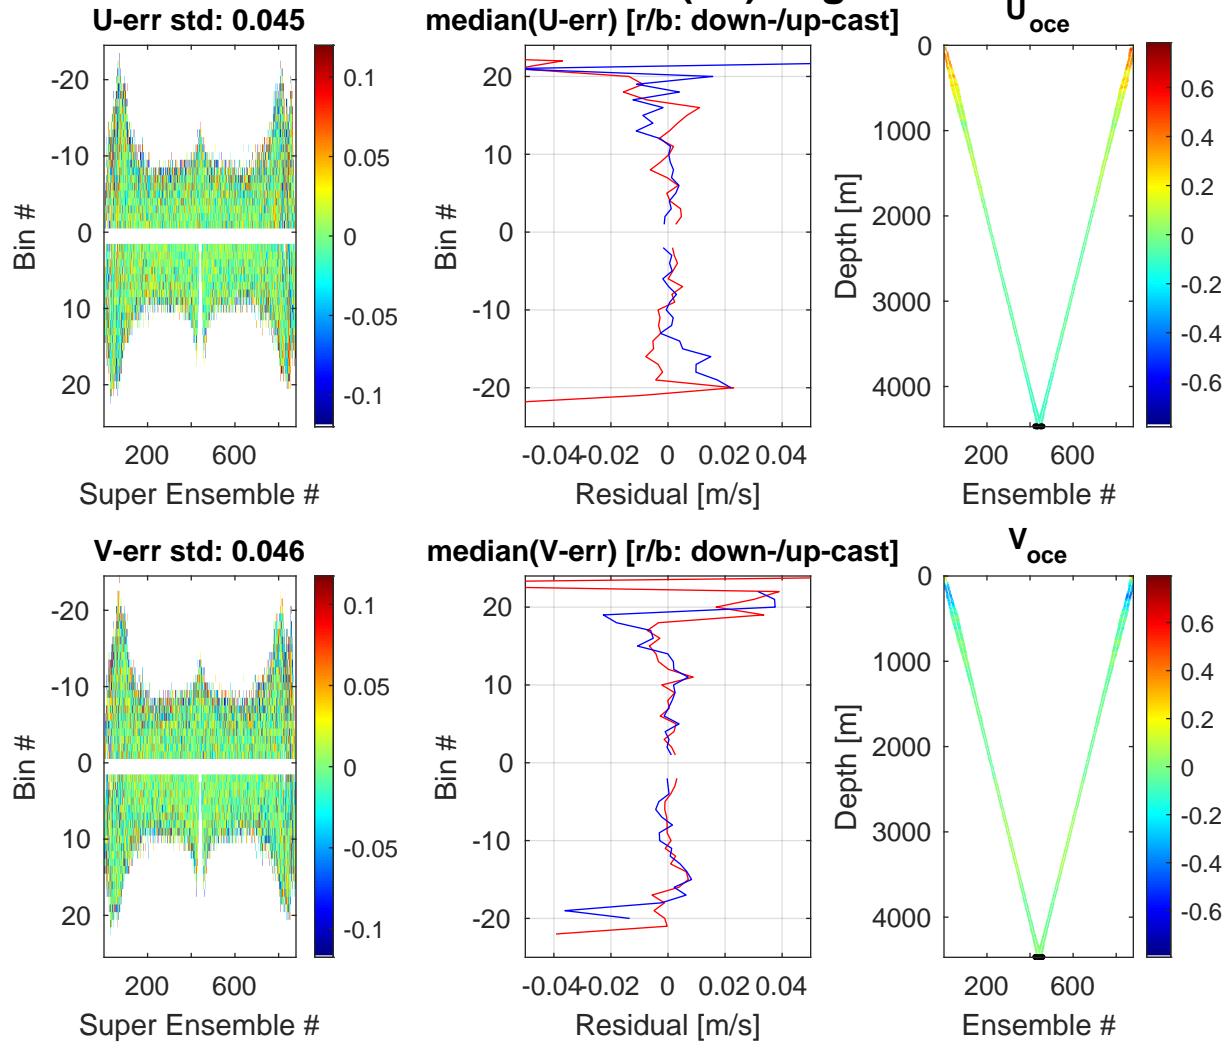 U-err std: 0.045
-20
-10
0
10
20
200 600
Bin #
Super Ensemble #
0.1
0.05
0
-0.05
-0.1
median(U-err) [r/b: down-/up-cast]
20
10
0
-10
-20
-0.04 -0.02 0 0.02 0.04
Bin #
Residual [m/s]
U_oce
0
1000
2000
3000
4000
200 600
Depth [m]
Ensemble #
0.6
0.4
0.2
0
-0.2
-0.4
-0.6
V-err std: 0.046
-20
-10
0
10
20
200 600
Bin #
Super Ensemble #
0.1
0.05
0
-0.05
-0.1
median(V-err) [r/b: down-/up-cast]
20
10
0
-10
-20
-0.04 -0.02 0 0.02 0.04
Bin #
Residual [m/s]
V_oce
0
1000
2000
3000
4000
200 600
Depth [m]
Ensemble #
0.6
0.4
0.2
0
-0.2
-0.4
-0.6